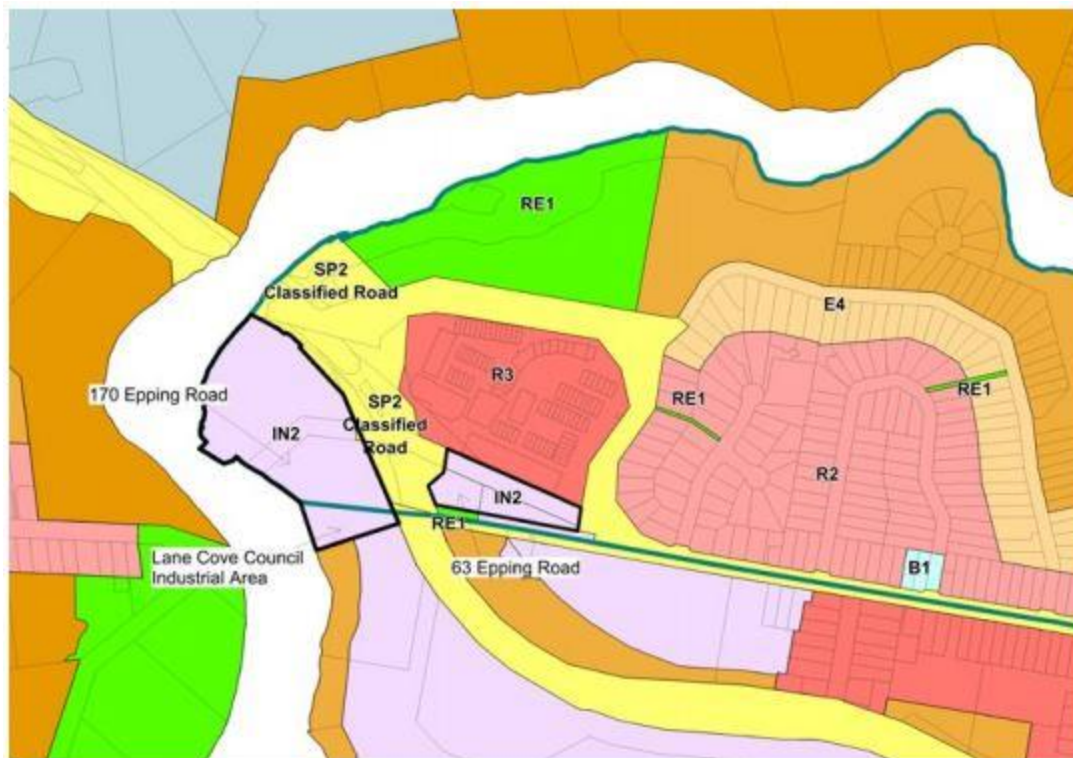 RE1
SP2
Classified Road
E4
R3
RE1
RE1
170 Epping Road
SP2
Classified
Road
IN2
R2
IN2
RE1
Lane Cove Council
Industrial Area
63 Epping Road
B1